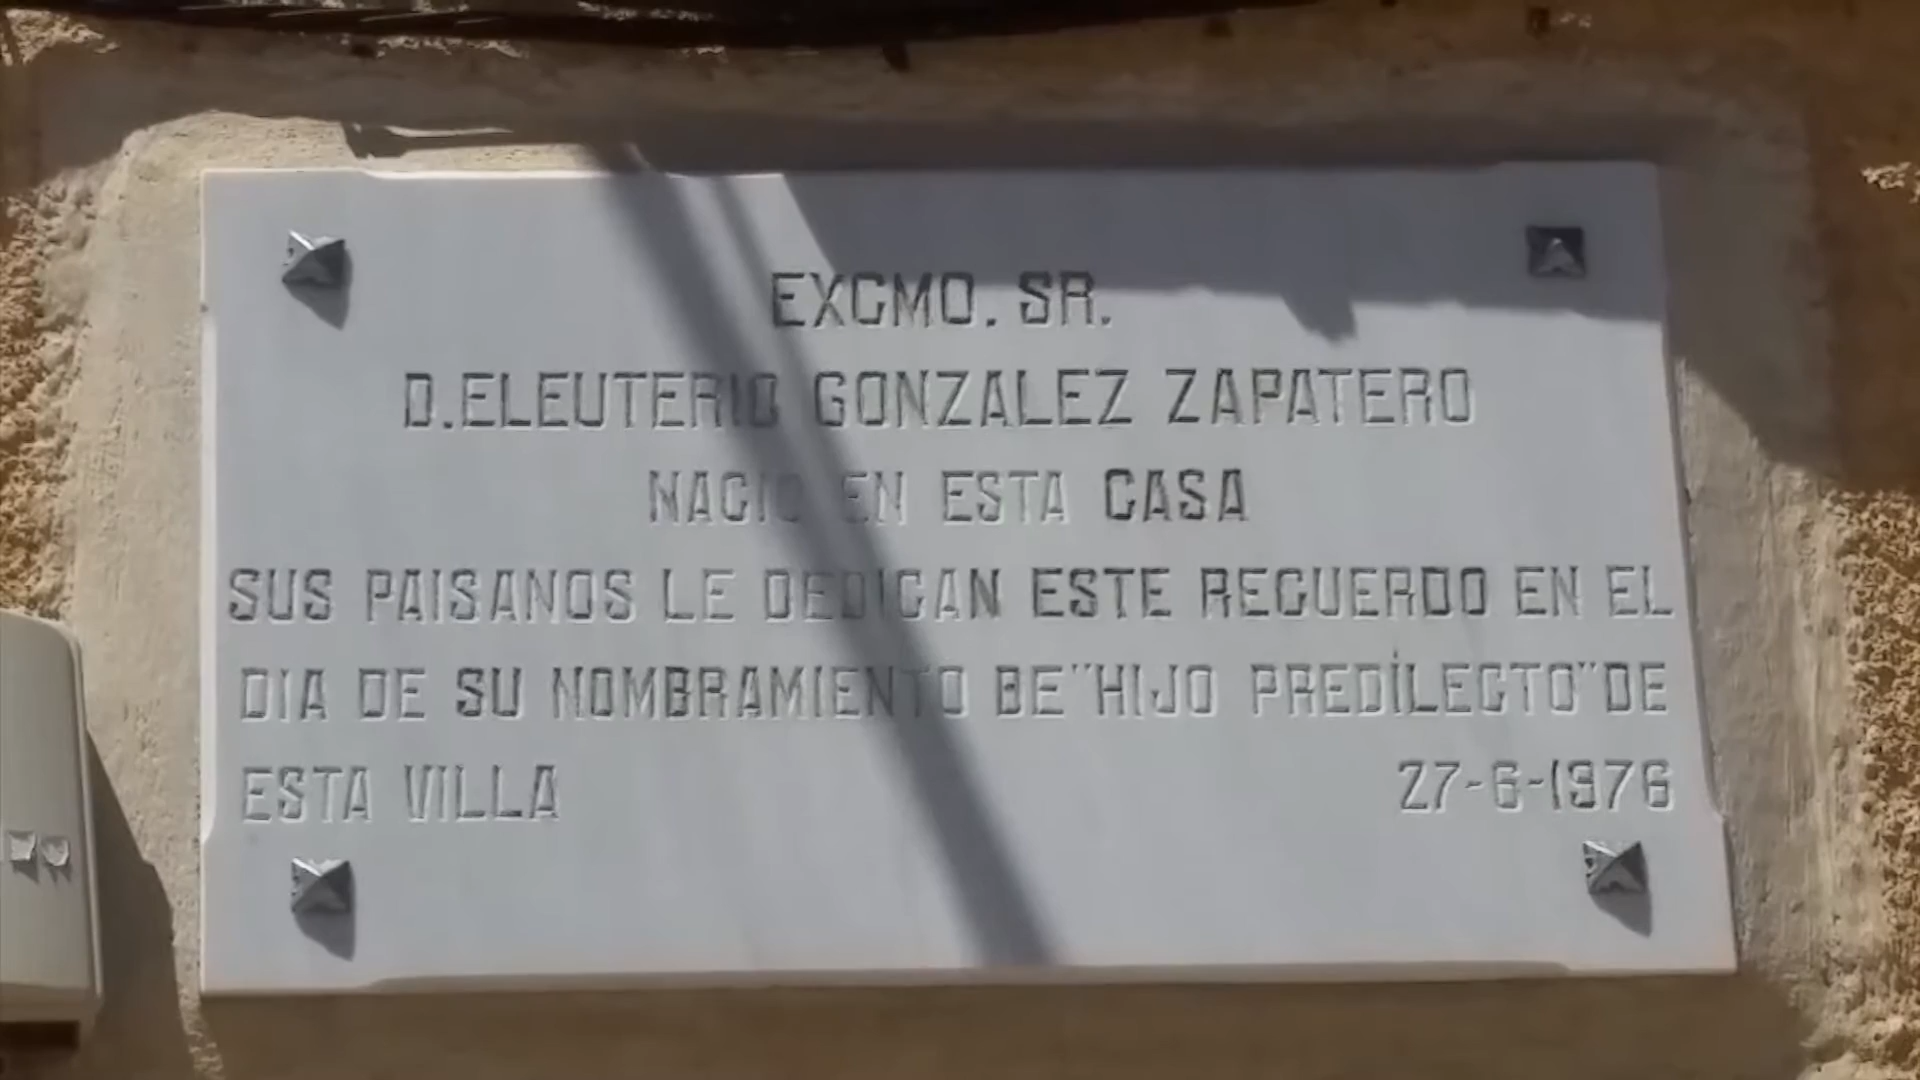 EXCMO. SR.
D.ELEUTERIO GONZALEZ ZAPATERO
NACIO EN ESTA CASA
SUS PAISANOS LE DEDICAN ESTE RECUERDO EN EL
DIA DE SU NOMBRAMIENTO BE "HIJO PREDILECTO" DE
ESTA VILLA 27-6-1976